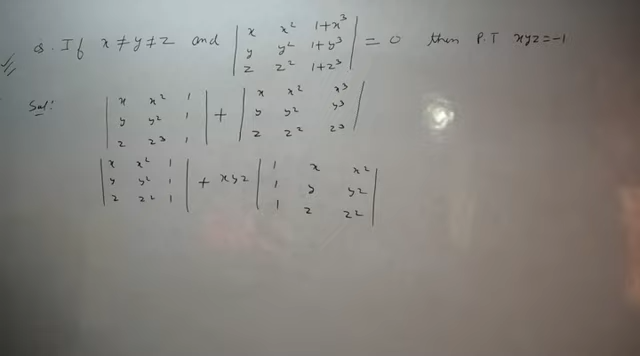 Q. If x ≠ y ≠ z and | x x² 1+x³ | = 0 then P.T xyz = -1
| y y² 1+y³ |
| z z² 1+z³ |
Sol:
| x x² 1 | + | x x² x³ |
| y y² 1 | | y y² y³ |
| z z³ 1 | | z z² z³ |
| x x² 1 | + xyz | 1 x x² |
| y y² 1 | | 1 y y² |
| z z² 1 | | 1 z z² |